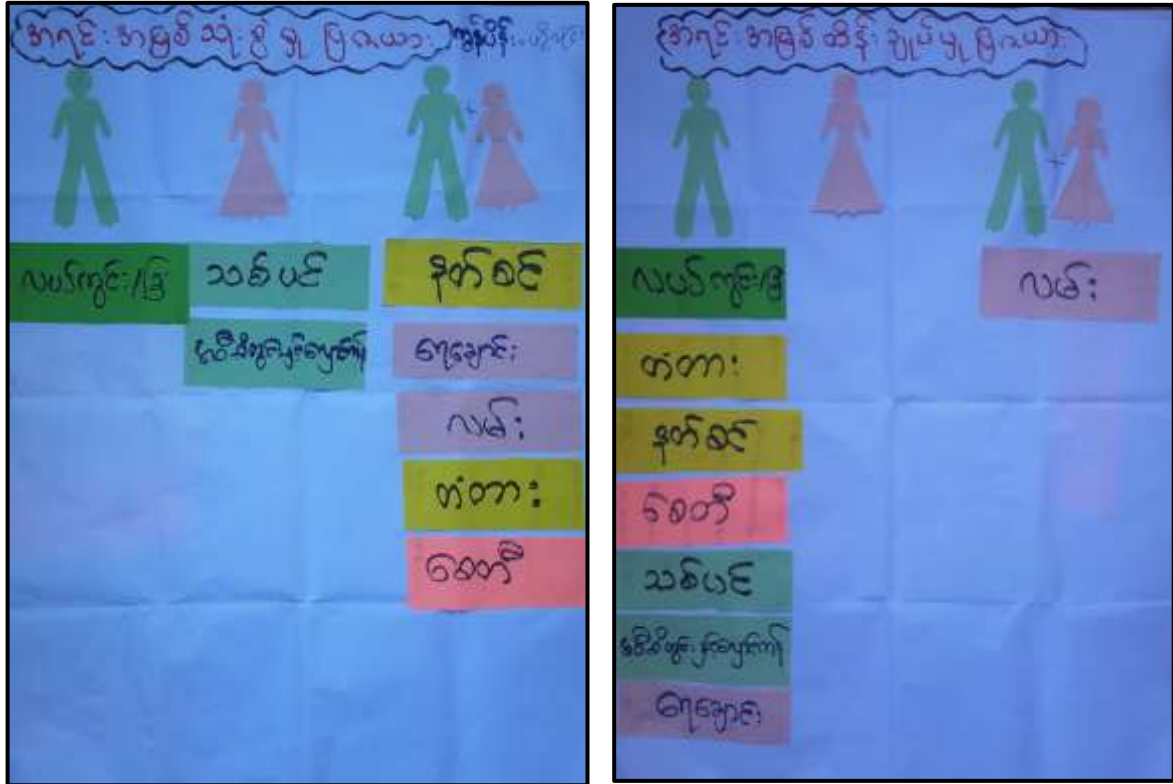 အရင်းအမြစ်သုံးစွဲမှုပြဇယား
လယ်ကွင်း/ခြံ
သစ်ပင်
နတ်စင်
ရေချောင်း
လမ်း
တံတား
စေတီ
အရင်းအမြစ်ထိန်းချုပ်မှုပြဇယား
လယ်ကွင်း/ခြံ
လမ်း
တံတား
နတ်စင်
စေတီ
သစ်ပင်
ရေချောင်း